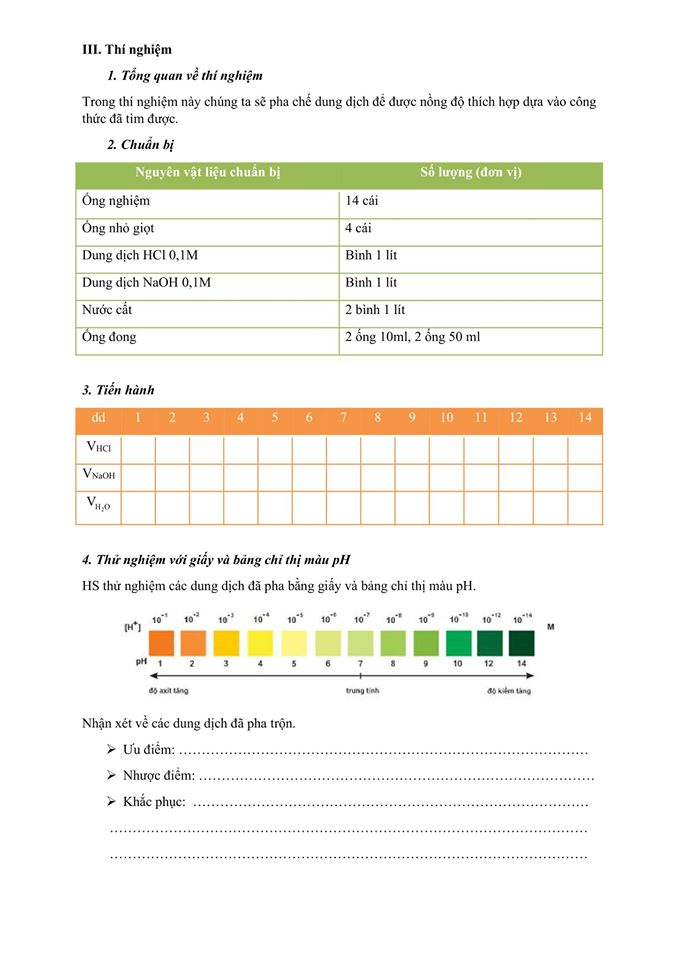 III. Thí nghiệm
1. Tổng quan về thí nghiệm
Trong thí nghiệm này chúng ta sẽ pha chế dung dịch để được nồng độ thích hợp dựa vào công
thức đã tìm được.
2. Chuẩn bị
Nguyên vật liệu chuẩn bị Số lượng (đơn vị)
Ống nghiệm 14 cái
Ống nhỏ giọt 4 cái
Dung dịch HCl 0,1M Bình 1 lít
Dung dịch NaOH 0,1M Bình 1 lít
Nước cất 2 bình 1 lít
Ống đong 2 ống 10ml, 2 ống 50 ml
3. Tiến hành
dd 1 2 3 4 5 6 7 8 9 10 11 12 13 14
V_HCl
V_NaOH
V_H₂O
4. Thử nghiệm với giấy và bảng chỉ thị màu pH
HS thử nghiệm các dung dịch đã pha bằng giấy và bảng chỉ thị màu pH.
[H⁺] 10⁻¹ 10⁻² 10⁻³ 10⁻⁴ 10⁻⁵ 10⁻⁶ 10⁻⁷ 10⁻⁸ 10⁻⁹ 10⁻¹⁰ 10⁻¹² 10⁻¹⁴ M
pH 1 2 3 4 5 6 7 8 9 10 12 14
độ axit tăng trung tính độ kiềm tăng
Nhận xét về các dung dịch đã pha trộn.
➢ Ưu điểm: ……………………………………………………………………………
➢ Nhược điểm: …………………………………………………………………………
➢ Khắc phục: …………………………………………………………………………
…………………………………………………………………………………………
…………………………………………………………………………………………